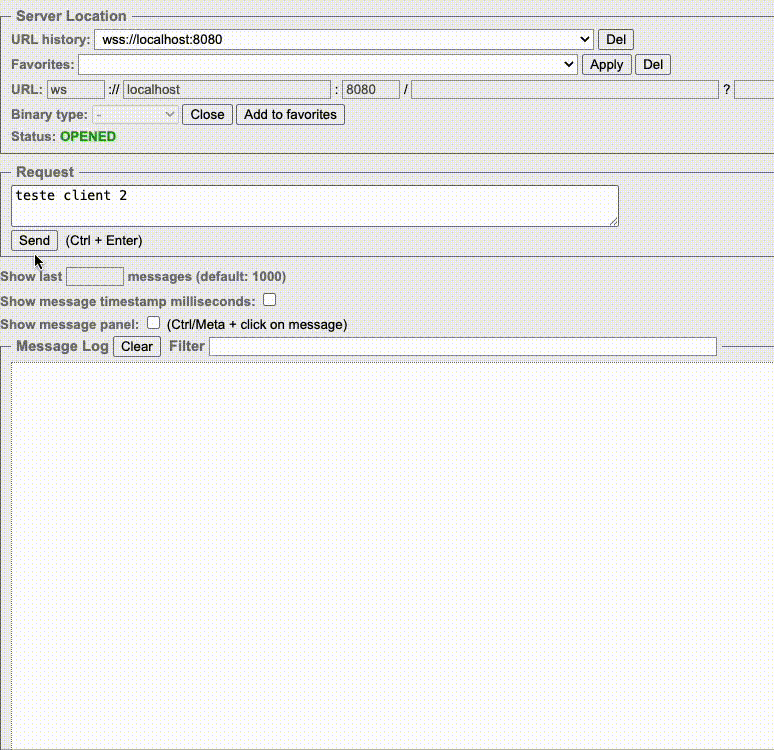 Server Location
URL history: wss://localhost:8080 Del
Favorites: Apply Del
URL: ws :// localhost : 8080 / ?
Binary type: - Close Add to favorites
Status: OPENED
Request
teste client 2
Send (Ctrl + Enter)
Show last messages (default: 1000)
Show message timestamp milliseconds:
Show message panel: (Ctrl/Meta + click on message)
Message Log Clear Filter